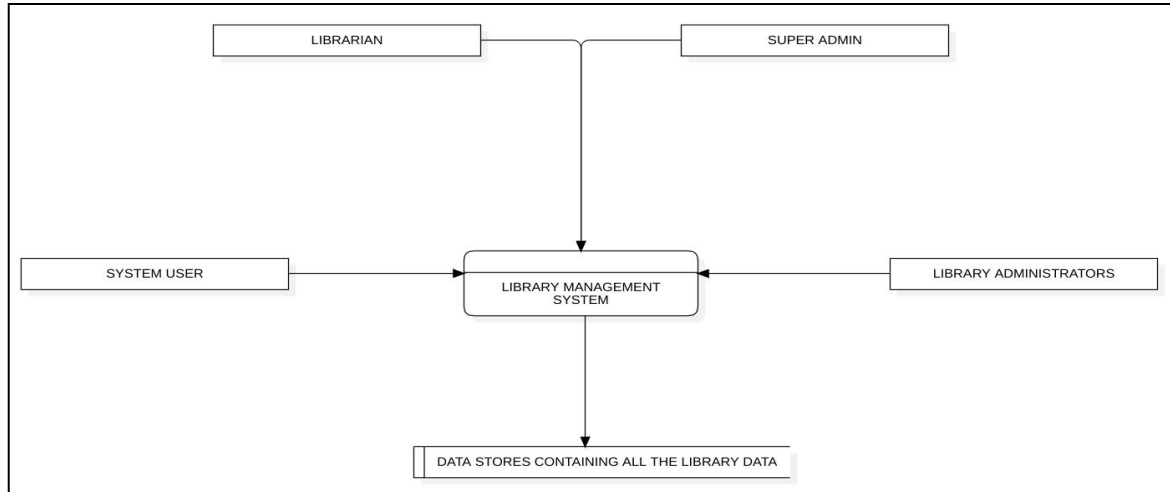 LIBRARIAN
SUPER ADMIN
SYSTEM USER
LIBRARY MANAGEMENT
SYSTEM
LIBRARY ADMINISTRATORS
DATA STORES CONTAINING ALL THE LIBRARY DATA